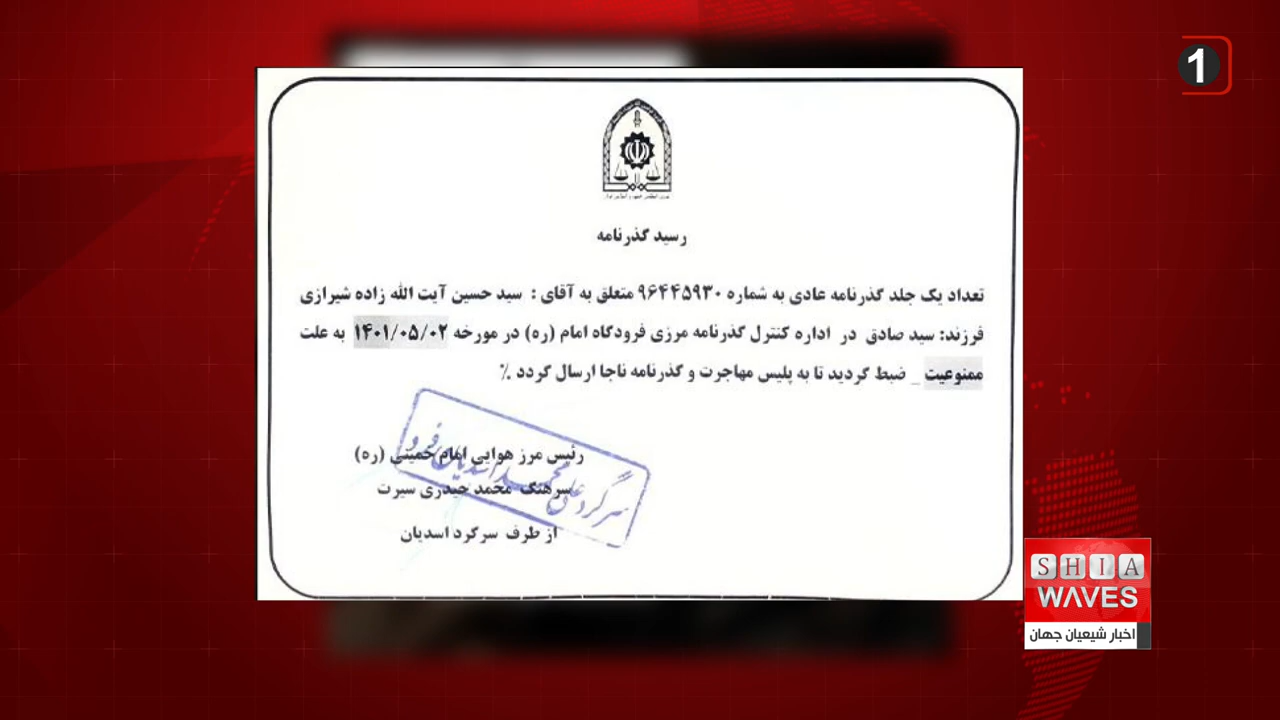 1
رسید گذرنامه
تعداد یک جلد گذرنامه عادی به شماره ۹۶۴۴۵۹۳۰ متعلق به آقای : سید حسین آیت الله زاده شیرازی
فرزند: سید صادق در اداره کنترل گذرنامه مرزی فرودگاه امام (ره) در مورخه ۱۴۰۱/۰۵/۰۲ به علت
ممنوعیت _ ضبط گردید تا به پلیس مهاجرت و گذرنامه ناجا ارسال گردد .٪
رئیس مرز هوایی امام خمینی (ره)
سرهنگ محمد حیدری سیرت
از طرف سرگرد اسدیان
SHIA
WAVES
اخبار شیعیان جهان